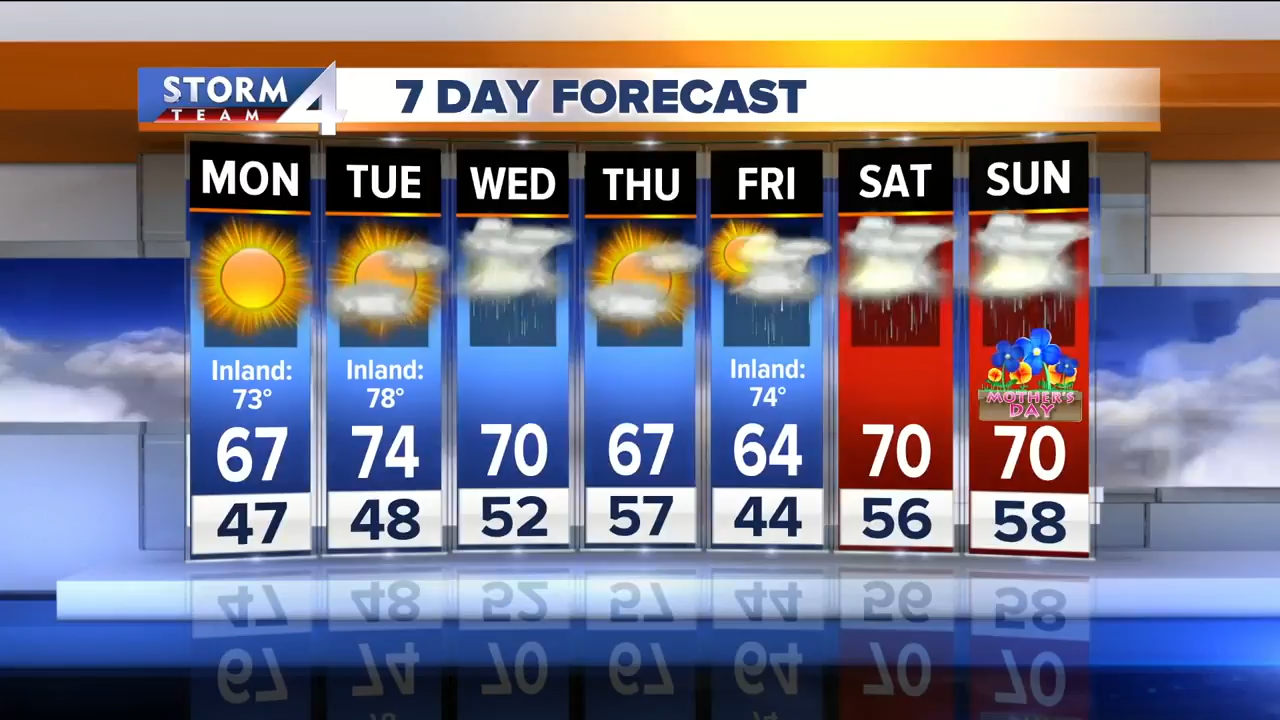 STORM
TEAM
4
7 DAY FORECAST
MON
TUE
WED
THU
FRI
SAT
SUN
Inland:
73°
Inland:
78°
Inland:
74°
MOTHER'S
DAY
67
74
70
67
64
70
70
47
48
52
57
44
56
58